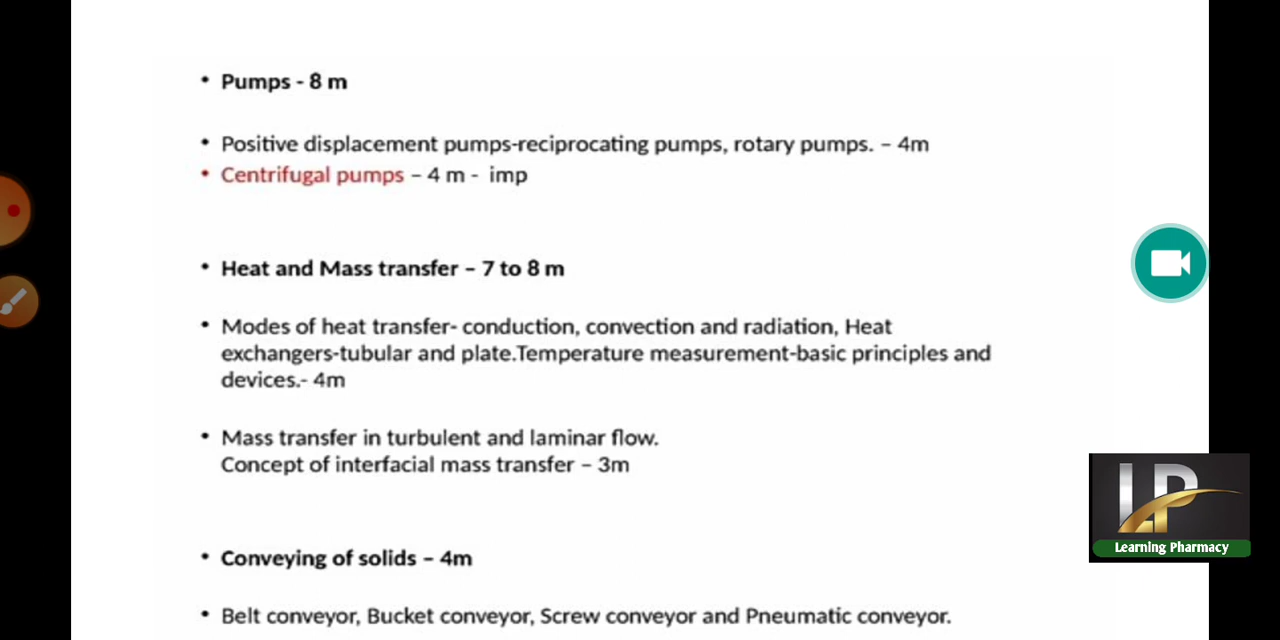 • Pumps - 8 m
• Positive displacement pumps-reciprocating pumps, rotary pumps. – 4m
• Centrifugal pumps – 4 m - imp
• Heat and Mass transfer – 7 to 8 m
• Modes of heat transfer- conduction, convection and radiation, Heat
exchangers-tubular and plate.Temperature measurement-basic principles and
devices.- 4m
• Mass transfer in turbulent and laminar flow.
Concept of interfacial mass transfer – 3m
LP
Learning Pharmacy
• Conveying of solids – 4m
• Belt conveyor, Bucket conveyor, Screw conveyor and Pneumatic conveyor.